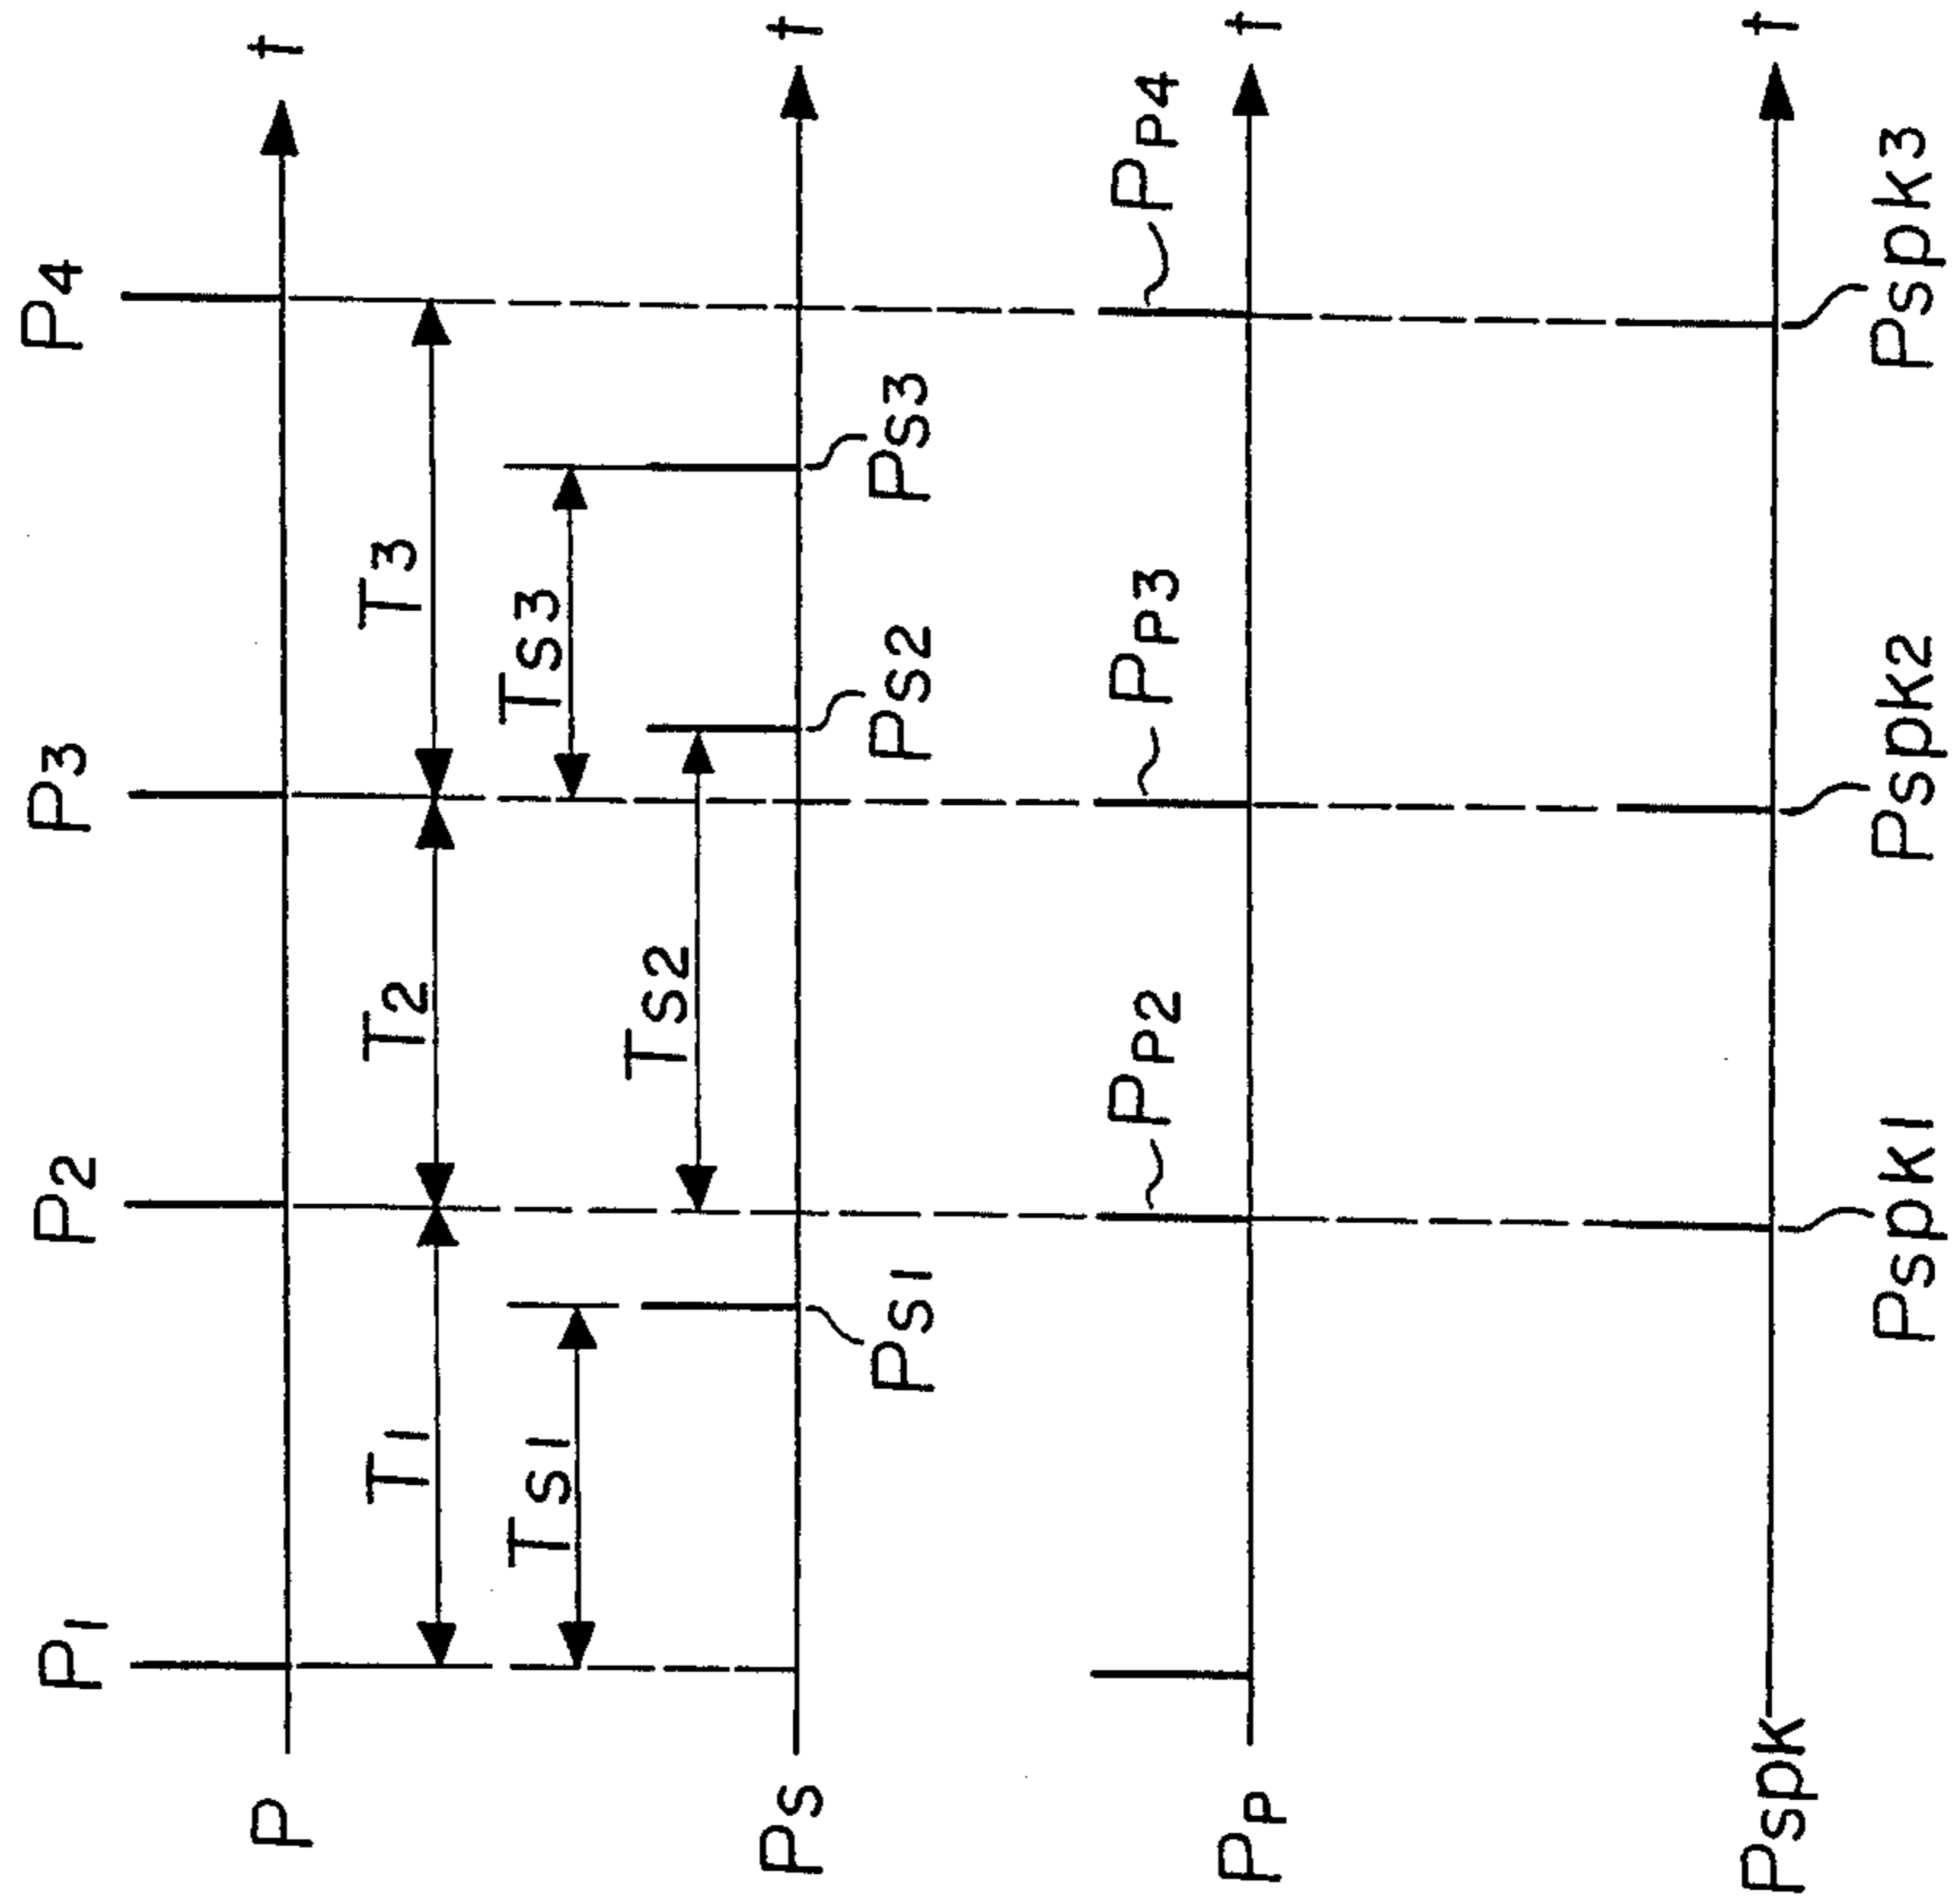 P1 P2 P3 P4
P t
T1 T2 T3
Ts1 Ts3
Ts2
Ps t
Ps1 Ps2 Ps3
Pp2 Pp3 Pp4
Pp t
Pspk t
Pspk1 Pspk2 Pspk3